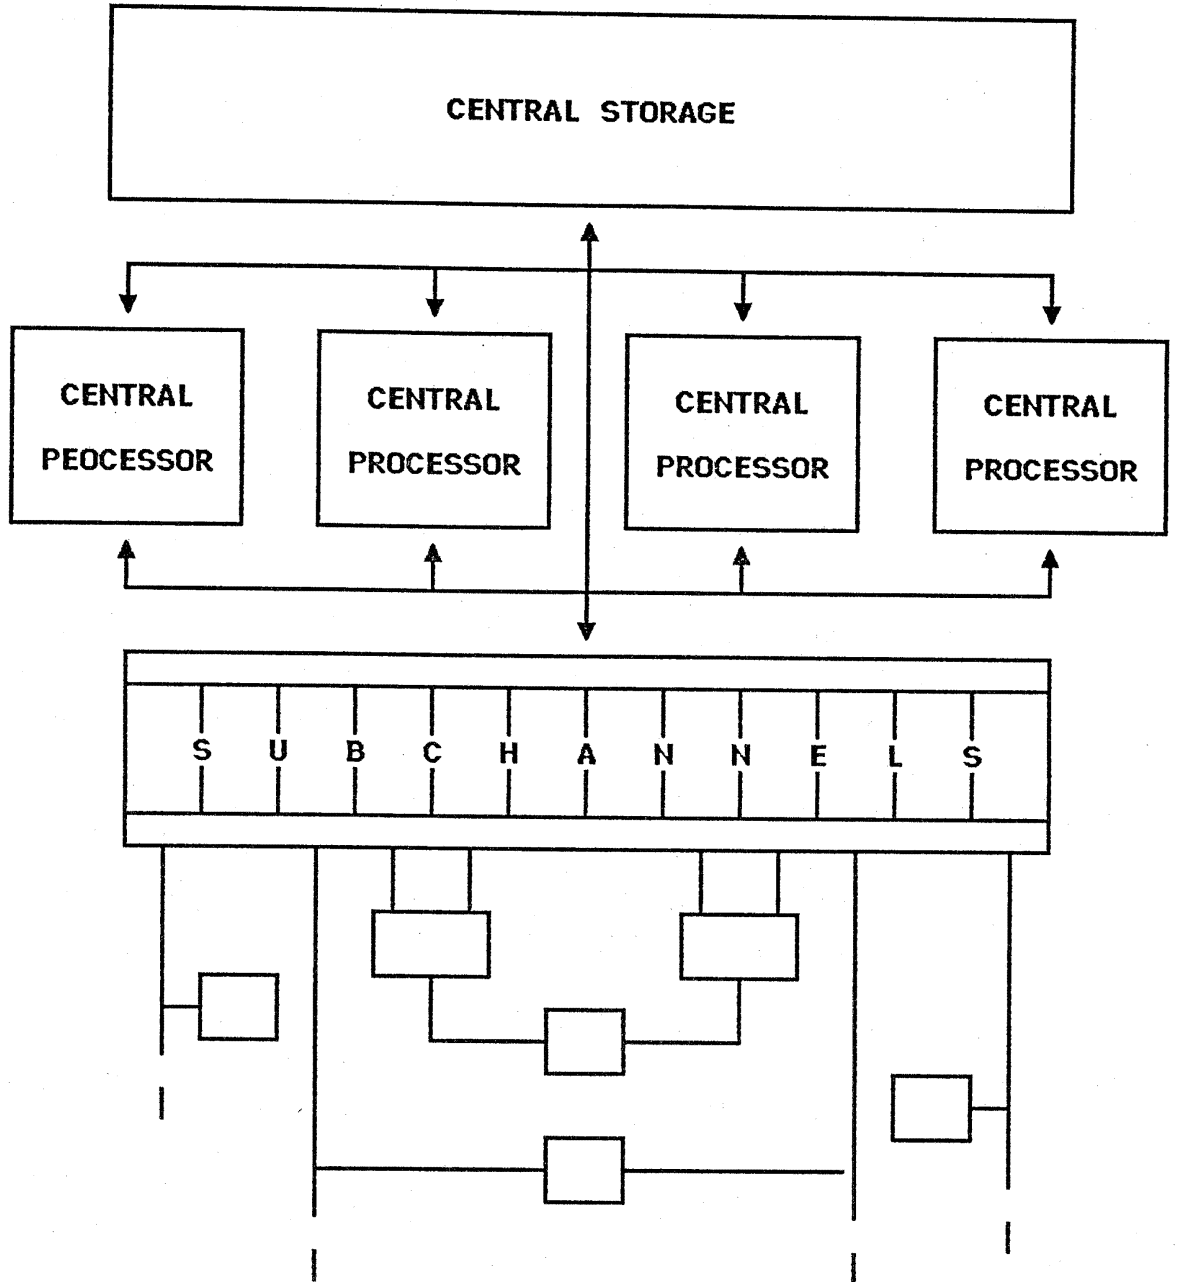 CENTRAL STORAGE
CENTRAL
PEOCESSOR
CENTRAL
PROCESSOR
CENTRAL
PROCESSOR
CENTRAL
PROCESSOR
S U B C H A N N E L S